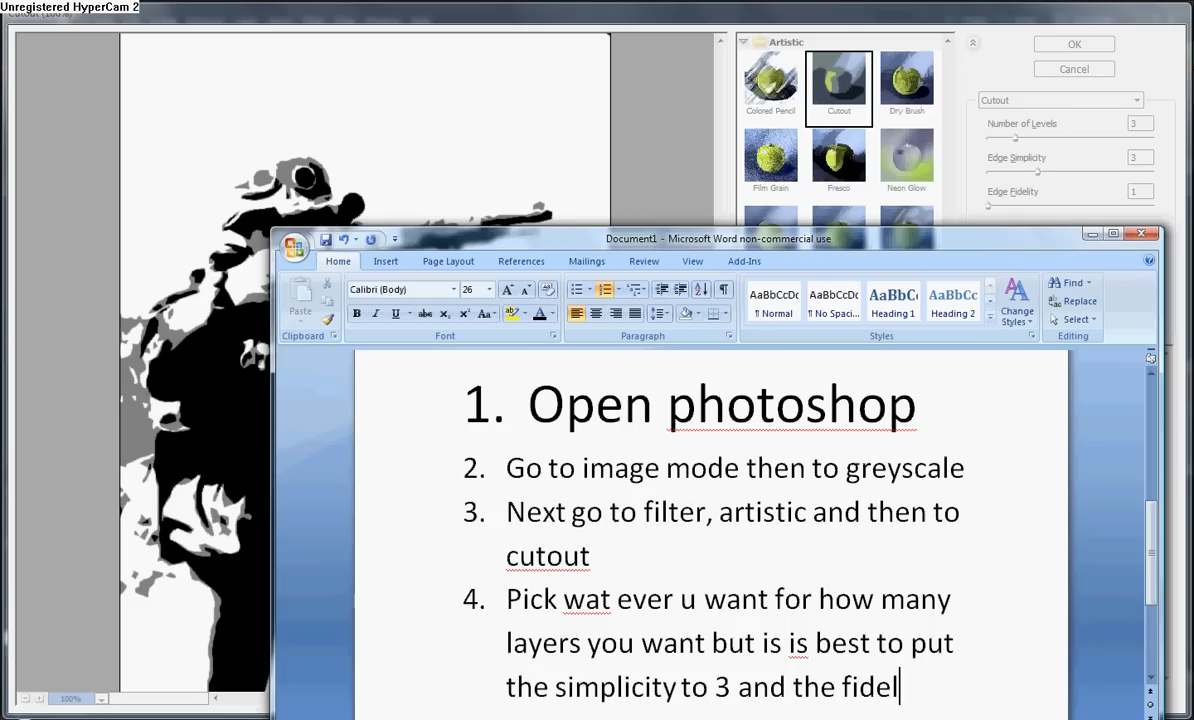 Unregistered HyperCam 2
Artistic
OK
Cancel
Colored Pencil
Cutout
Dry Brush
Cutout
Number of Levels
3
Film Grain
Fresco
Neon Glow
Edge Simplicity
3
Edge Fidelity
1
Document1 - Microsoft Word non-commercial use
Home Insert Page Layout References Mailings Review View Add-Ins
Paste
Calibri (Body) 26
AaBbCcDc AaBbCcDc AaBbC AaBbCc
¶ Normal ¶ No Spaci... Heading 1 Heading 2
Change Styles
Find
Replace
Select
Clipboard Font Paragraph Styles Editing
1. Open photoshop
2. Go to image mode then to greyscale
3. Next go to filter, artistic and then to
cutout
4. Pick wat ever u want for how many
layers you want but is is best to put
the simplicity to 3 and the fidel
100%